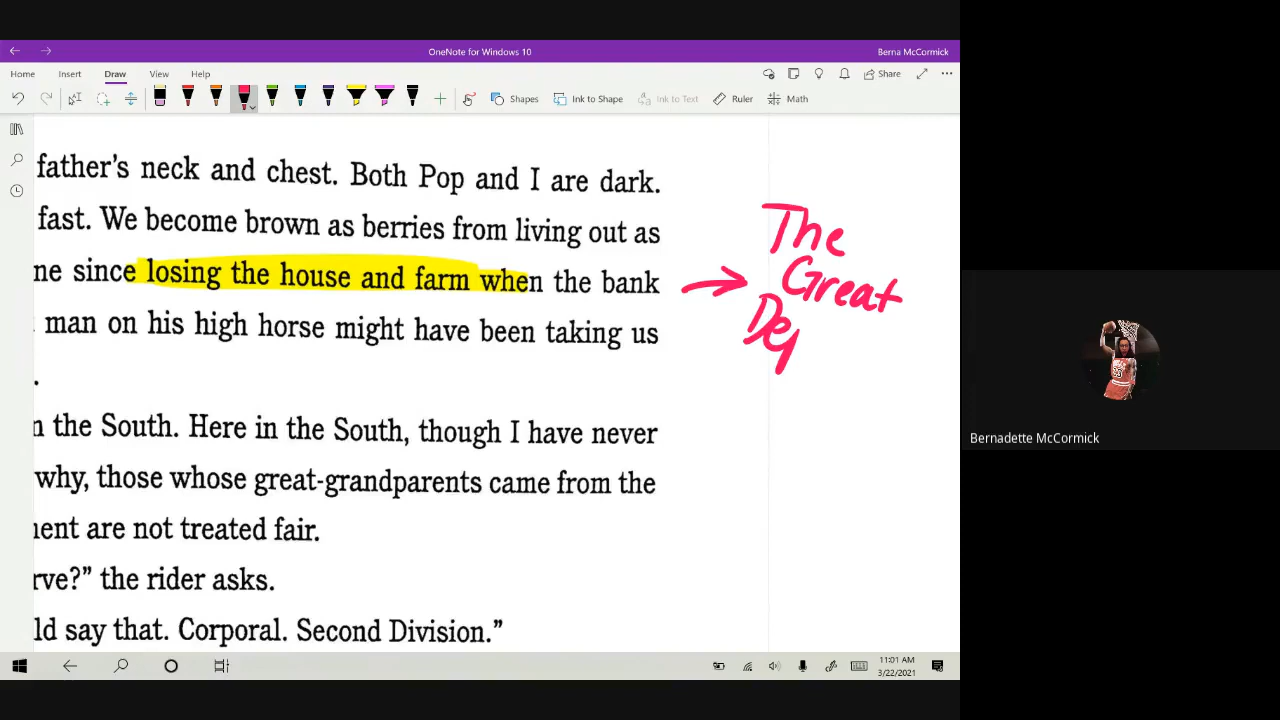 OneNote for Windows 10
Berna McCormick
Home Insert Draw View Help
Share
Shapes Ink to Shape Ink to Text Ruler Math
father's neck and chest. Both Pop and I are dark.
fast. We become brown as berries from living out as
ne since losing the house and farm when the bank
man on his high horse might have been taking us
.
n the South. Here in the South, though I have never
why, those whose great-grandparents came from the
nent are not treated fair.
rve?” the rider asks.
ld say that. Corporal. Second Division.”
The
Great
Dep
Bernadette McCormick
11:01 AM
3/22/2021